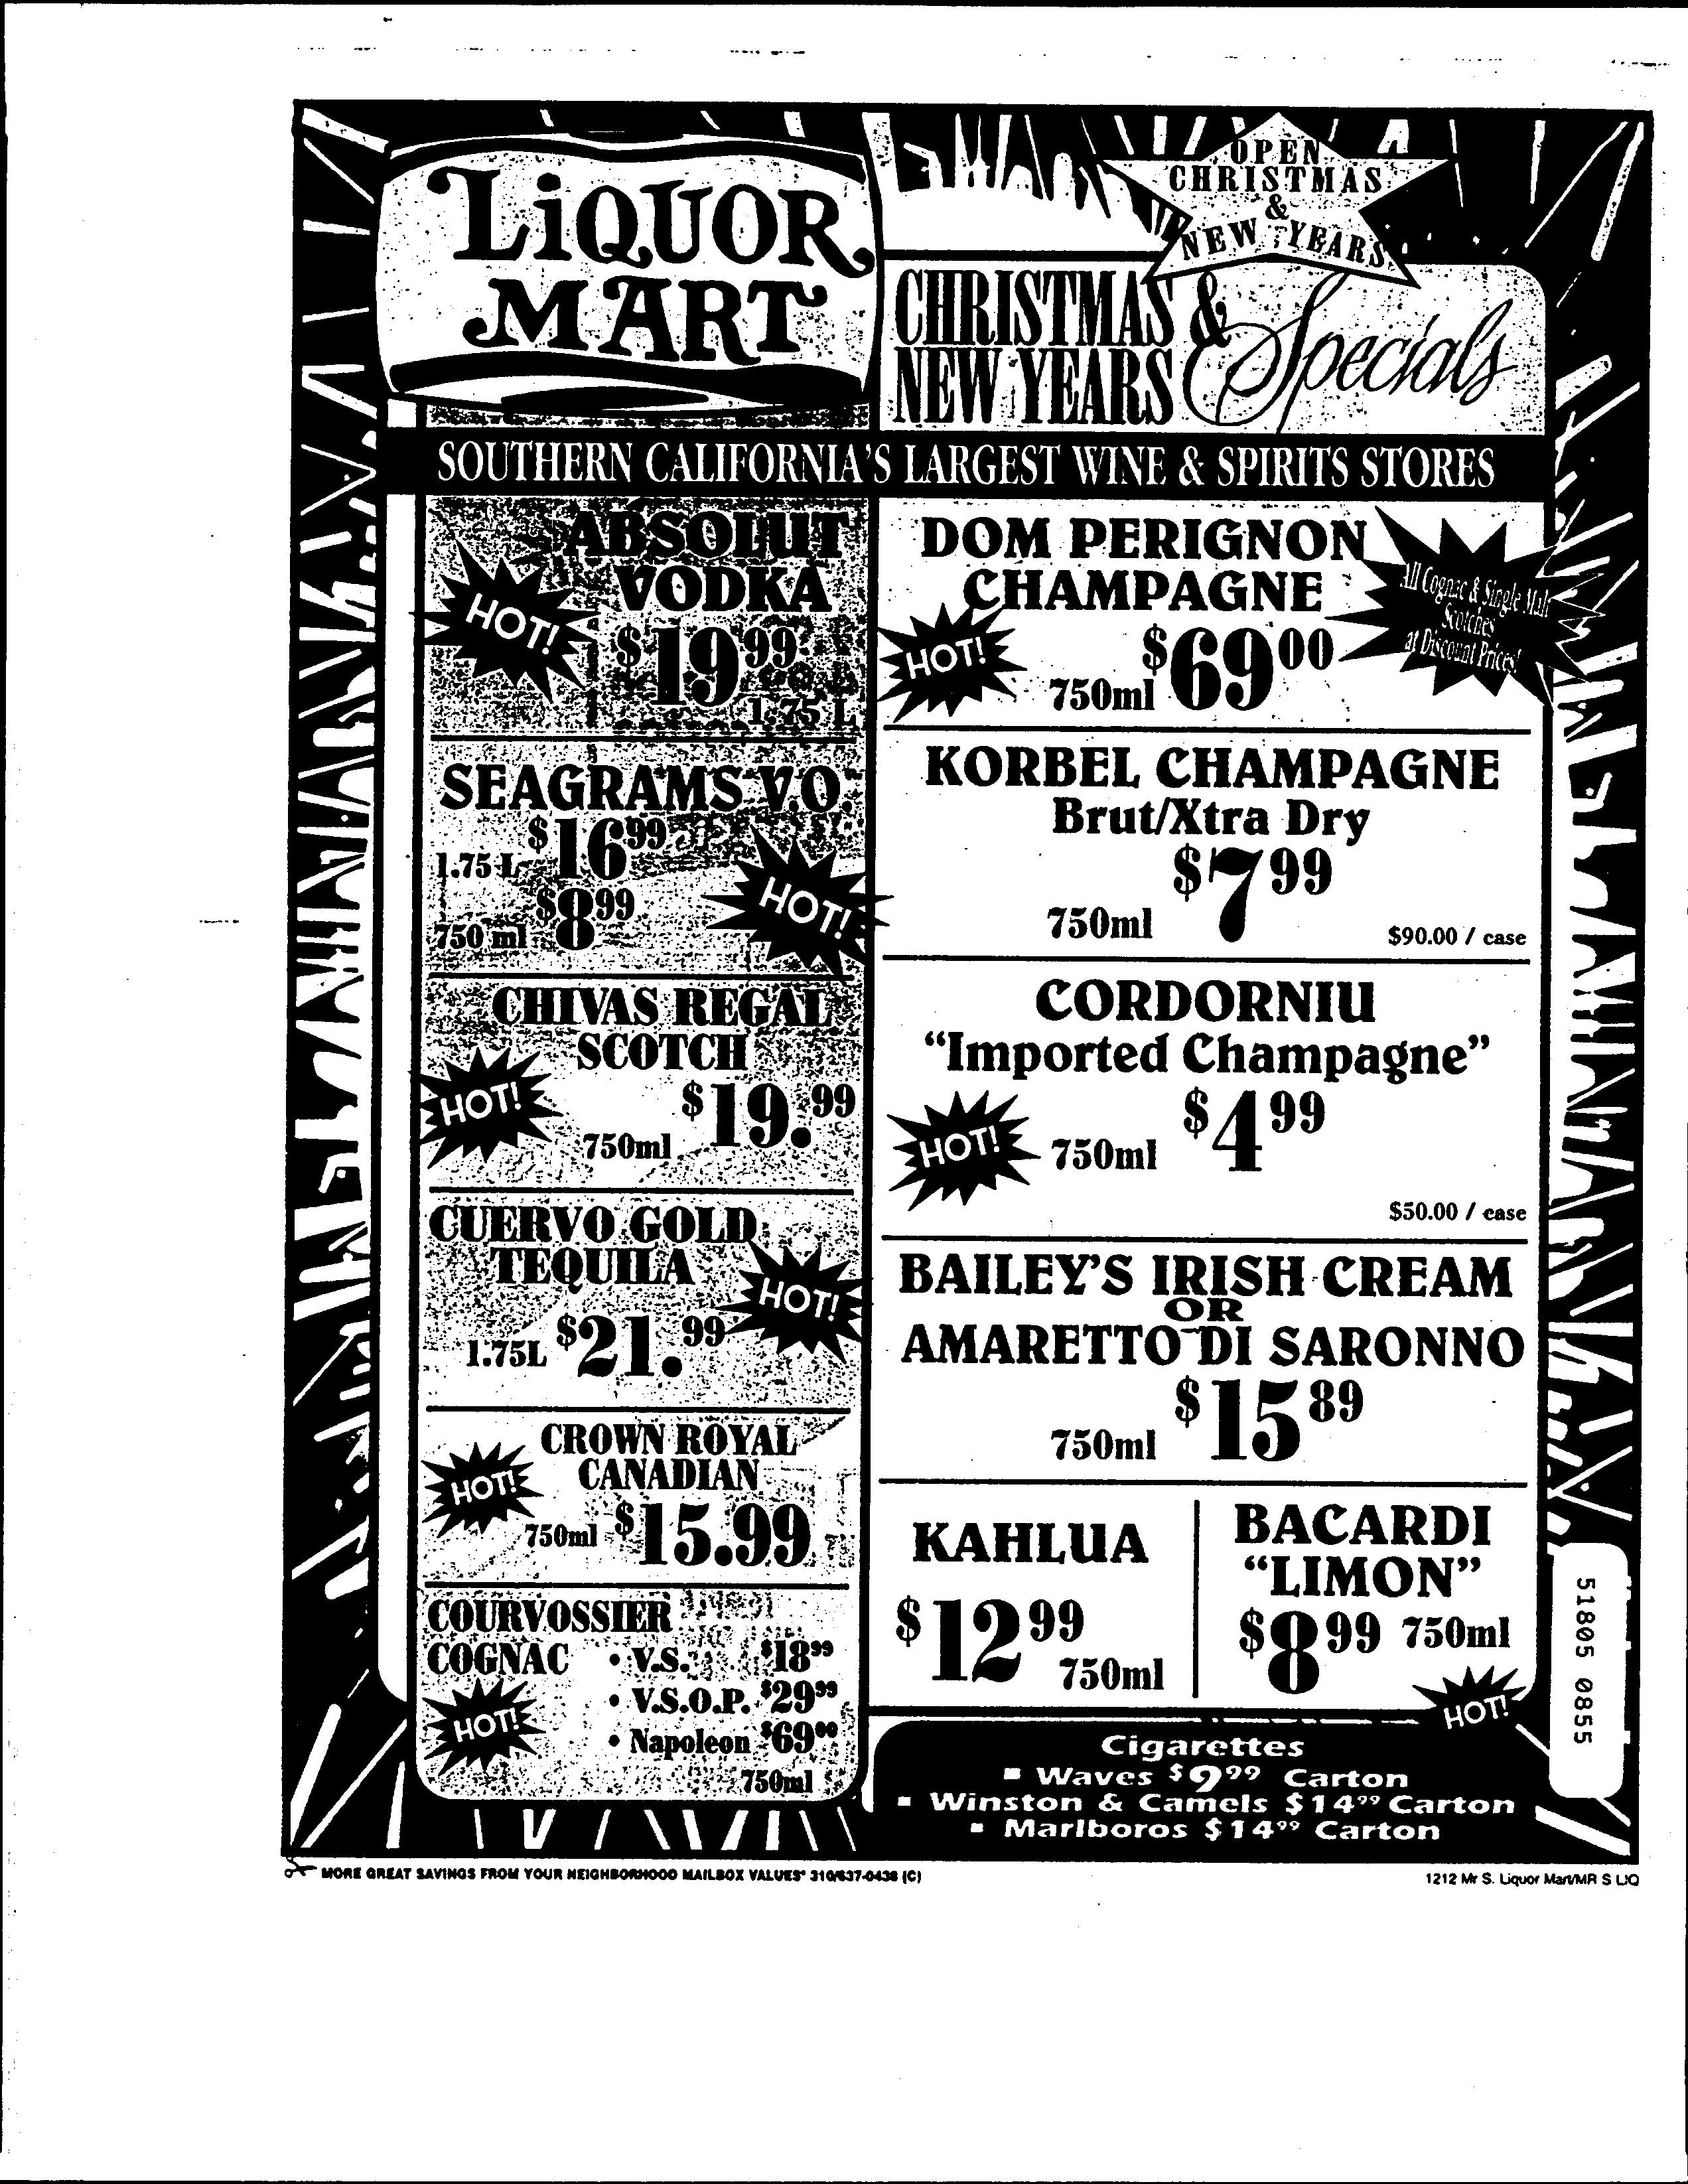 LiQUOR
MART
OPEN
CHRISTMAS
&
NEW YEARS
CHRISTMAS &
NEW YEARS
Specials
SOUTHERN CALIFORNIA'S LARGEST WINE & SPIRITS STORES
ABSOLUT
VODKA
HOT!
$19 99
1.75 L
SEAGRAMS V.O.
1.75 L $16 99
750 ml $8 99
HOT!
CHIVAS REGAL
SCOTCH
HOT!
750ml $19.99
CUERVO GOLD
TEQUILA
HOT!
1.75L $21.99
CROWN ROYAL
CANADIAN
HOT!
750ml $15.99
COURVOSSIER
COGNAC • V.S. $18 99
• V.S.O.P. $29 99
HOT!
• Napoleon $69 00
750ml
DOM PERIGNON
CHAMPAGNE
All Cognac & Single Malt
Scotches
at Discount Prices!
HOT!
750ml $69 00
KORBEL CHAMPAGNE
Brut/Xtra Dry
750ml $7 99
$90.00 / case
CORDORNIU
“Imported Champagne”
HOT!
750ml $4 99
$50.00 / case
BAILEY'S IRISH CREAM
OR
AMARETTO DI SARONNO
750ml $15 89
KAHLUA
$12 99
750ml
BACARDI
“LIMON”
$8 99 750ml
HOT!
Cigarettes
▪ Waves $9 99 Carton
▪ Winston & Camels $14 99 Carton
▪ Marlboros $14 99 Carton
51805 0855
MORE GREAT SAVINGS FROM YOUR NEIGHBORHOOD MAILBOX VALUES* 310/637-0438 (C)
1212 Mr S. Liquor Mart/MR S LIQ